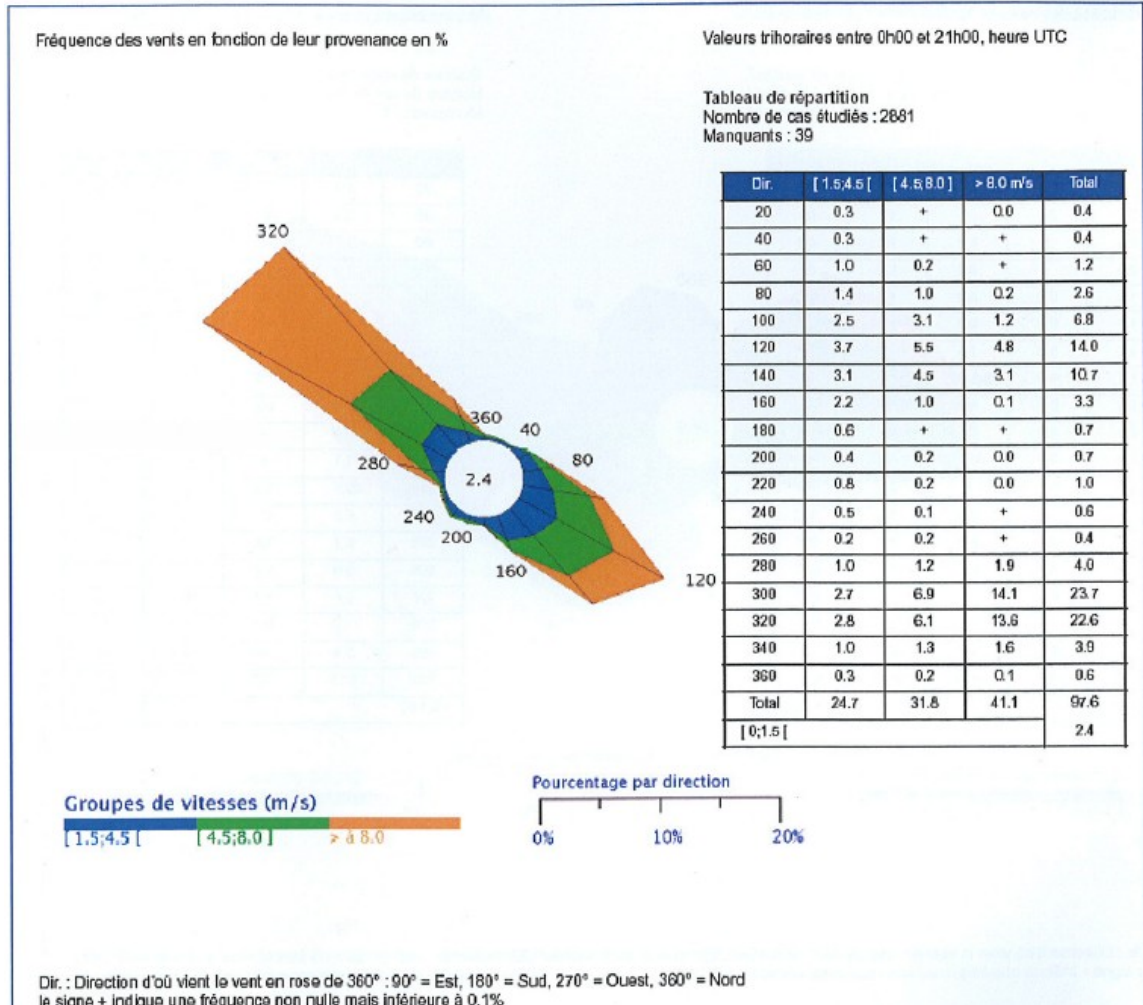 Fréquence des vents en fonction de leur provenance en %
Valeurs trihoraires entre 0h00 et 21h00, heure UTC
Tableau de répartition
Nombre de cas étudiés : 2881
Manquants : 39
320
360
40
80
280
2.4
240
200
160
120
Dir. [ 1.5;4.5 [ [ 4.5;8.0 ] > 8.0 m/s Total
20 0.3 + 0.0 0.4
40 0.3 + + 0.4
60 1.0 0.2 + 1.2
80 1.4 1.0 0.2 2.6
100 2.5 3.1 1.2 6.8
120 3.7 5.5 4.8 14.0
140 3.1 4.5 3.1 10.7
160 2.2 1.0 0.1 3.3
180 0.6 + + 0.7
200 0.4 0.2 0.0 0.7
220 0.8 0.2 0.0 1.0
240 0.5 0.1 + 0.6
260 0.2 0.2 + 0.4
280 1.0 1.2 1.9 4.0
300 2.7 6.9 14.1 23.7
320 2.8 6.1 13.6 22.6
340 1.0 1.3 1.6 3.9
360 0.3 0.2 0.1 0.6
Total 24.7 31.8 41.1 97.6
[ 0;1.5 [ 2.4
Groupes de vitesses (m/s)
[ 1.5;4.5 [ [ 4.5;8.0 ] > à 8.0
Pourcentage par direction
0% 10% 20%
Dir. : Direction d'où vient le vent en rose de 360° : 90° = Est, 180° = Sud, 270° = Ouest, 360° = Nord
le signe + indique une fréquence non nulle mais inférieure à 0.1%